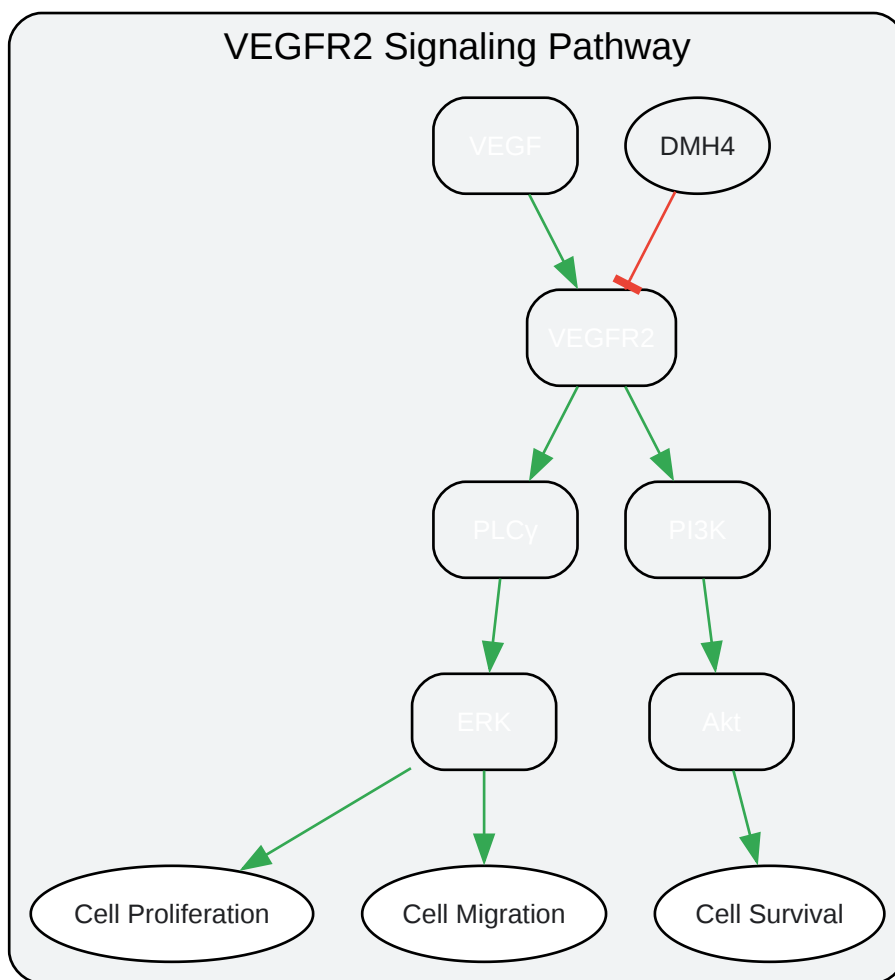 VEGFR2 Signaling Pathway
VEGF
DMH4
VEGFR2
PLCγ
PI3K
ERK
Akt
Cell Proliferation
Cell Migration
Cell Survival